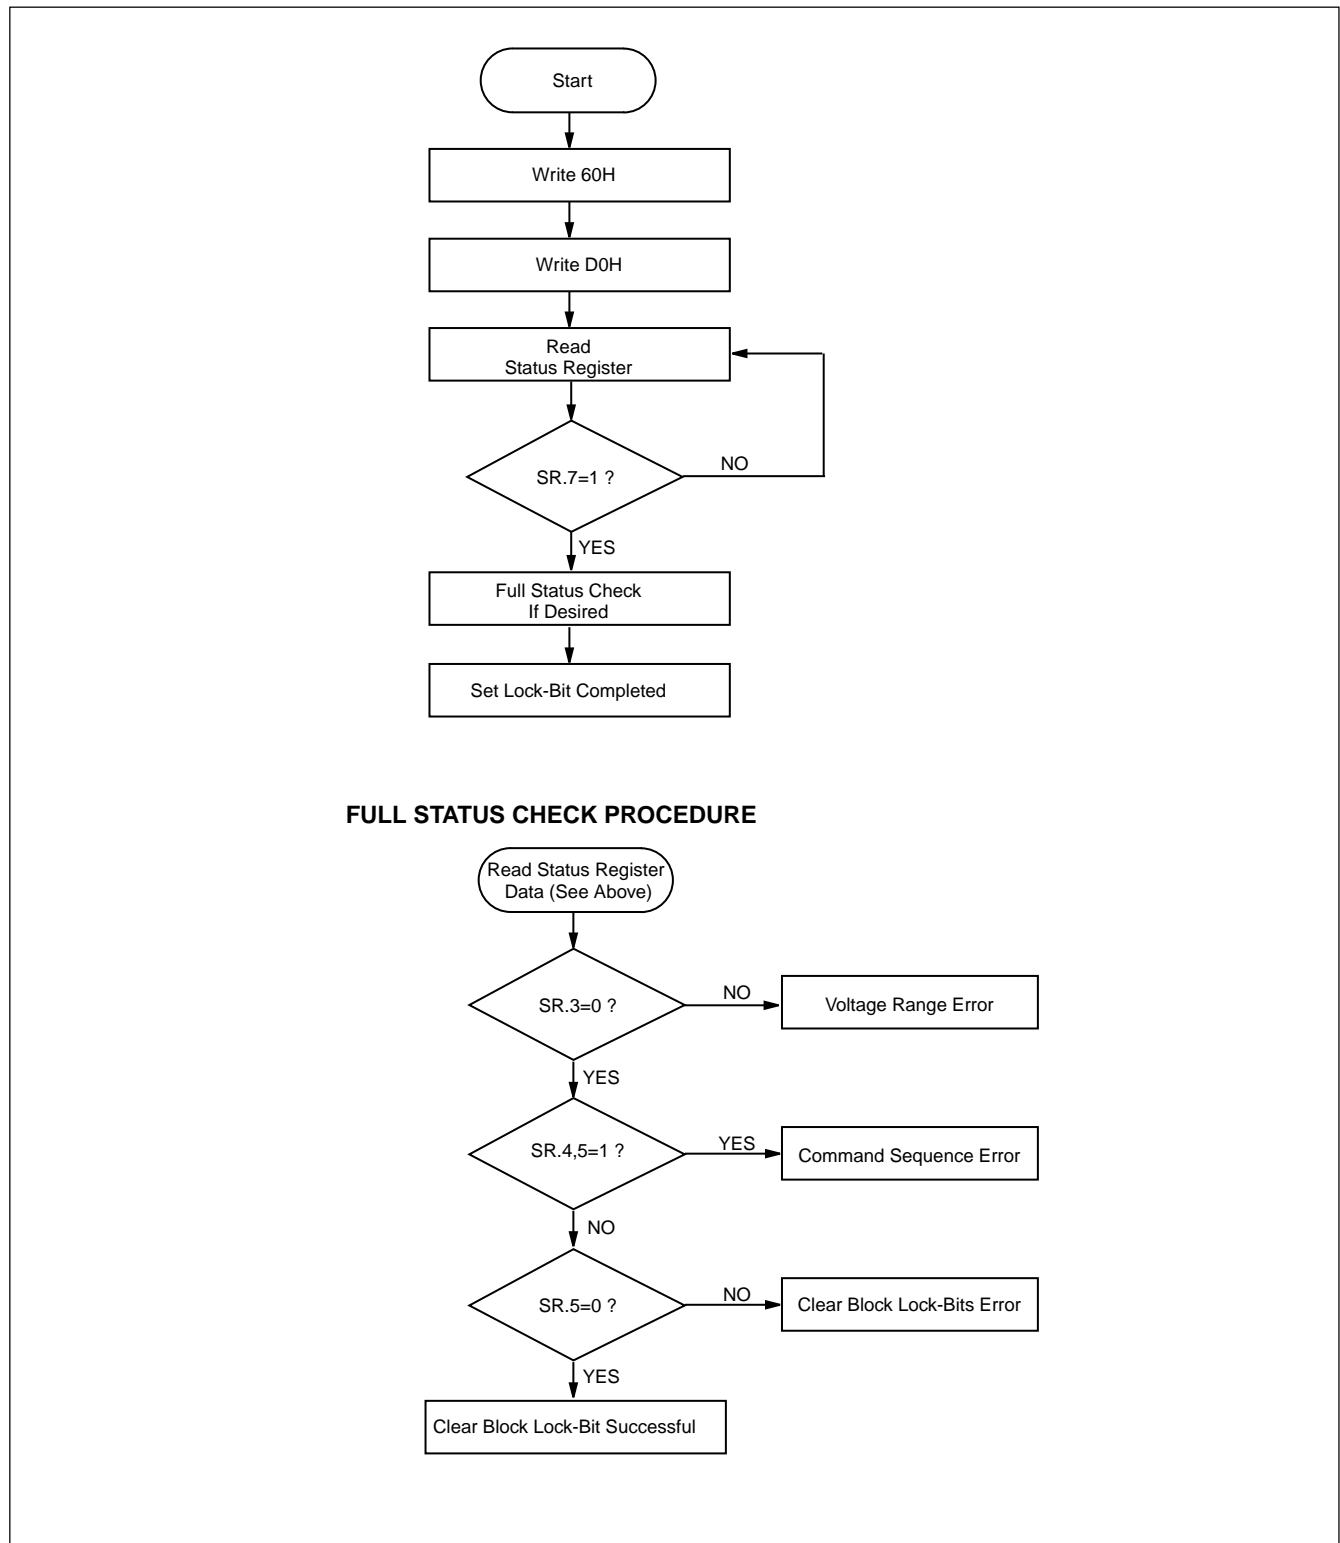 Start
Write 60H
Write D0H
Read
Status Register
SR.7=1 ?
NO
YES
Full Status Check
If Desired
Set Lock-Bit Completed
FULL STATUS CHECK PROCEDURE
Read Status Register
Data (See Above)
SR.3=0 ?
NO
Voltage Range Error
YES
SR.4,5=1 ?
YES
Command Sequence Error
NO
SR.5=0 ?
NO
Clear Block Lock-Bits Error
YES
Clear Block Lock-Bit Successful